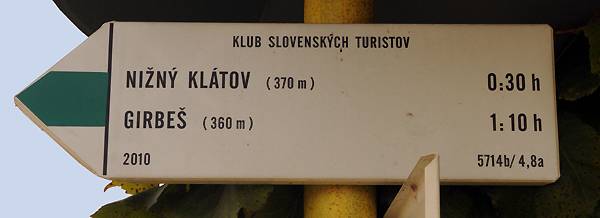 KLUB SLOVENSKÝCH TURISTOV
NIŽNÝ KLÁTOV (370 m) 0:30 h
GIRBEŠ (360 m) 1:10 h
2010 5714b/4,8a